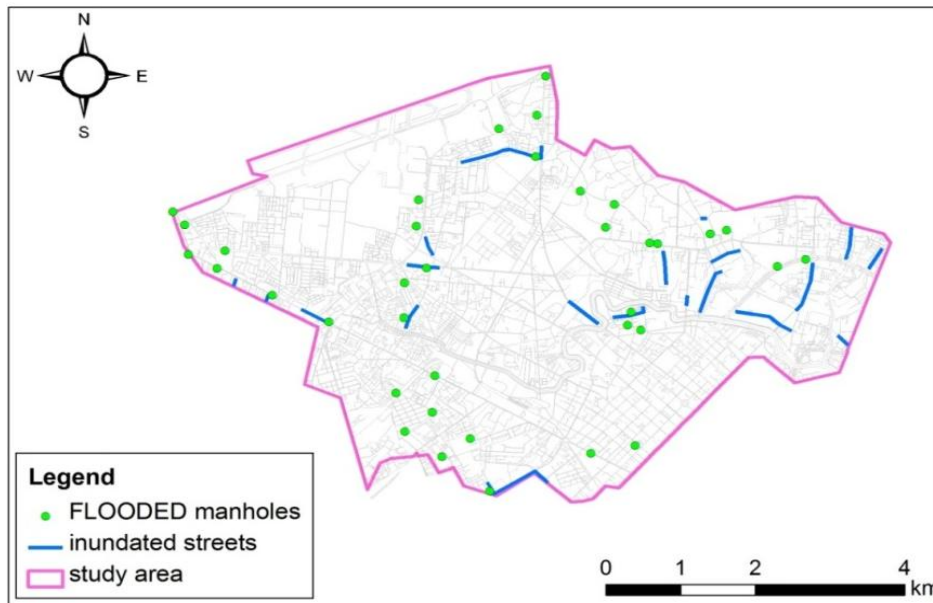 N
W E
S
Legend
FLOODED manholes
inundated streets
study area
0 1 2 4
km